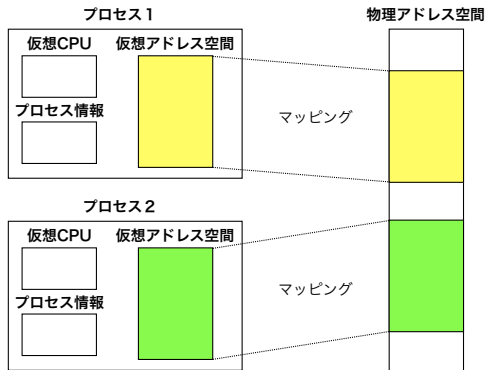 プロセス1
物理アドレス空間
仮想CPU
仮想アドレス空間
プロセス情報
マッピング
プロセス2
仮想CPU
仮想アドレス空間
プロセス情報
マッピング